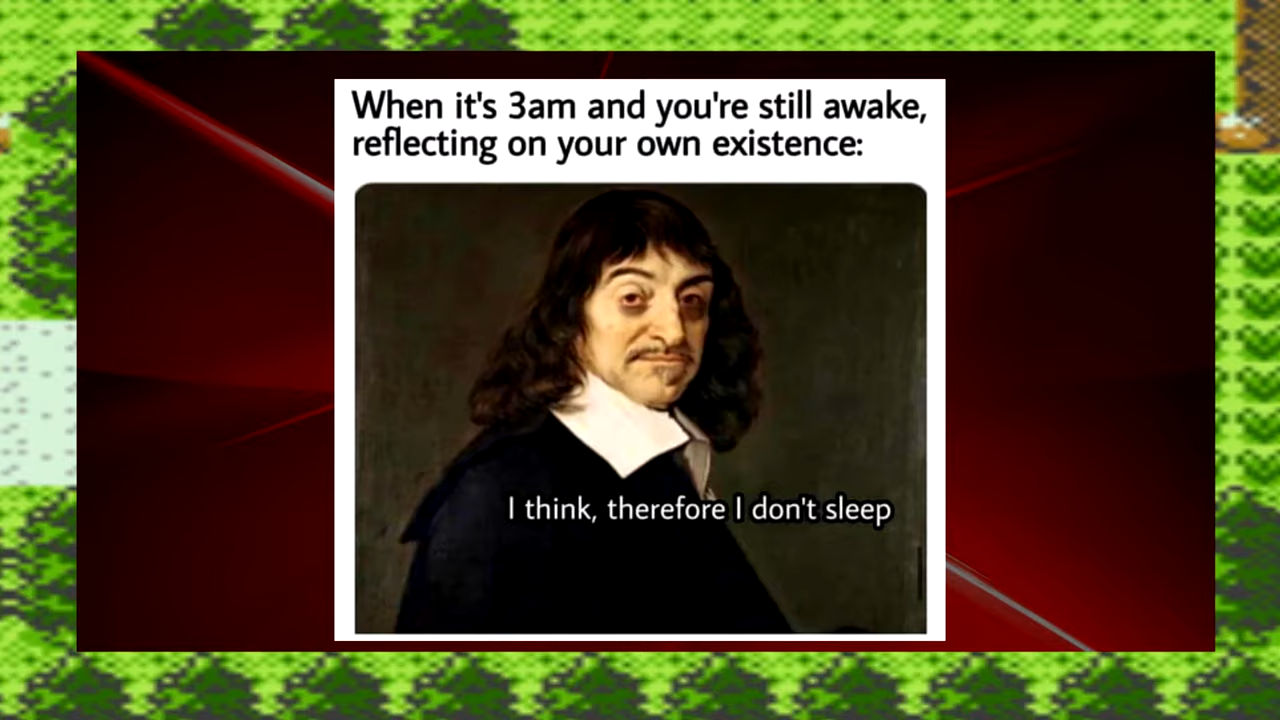 When it's 3am and you're still awake,
reflecting on your own existence:
I think, therefore I don't sleep